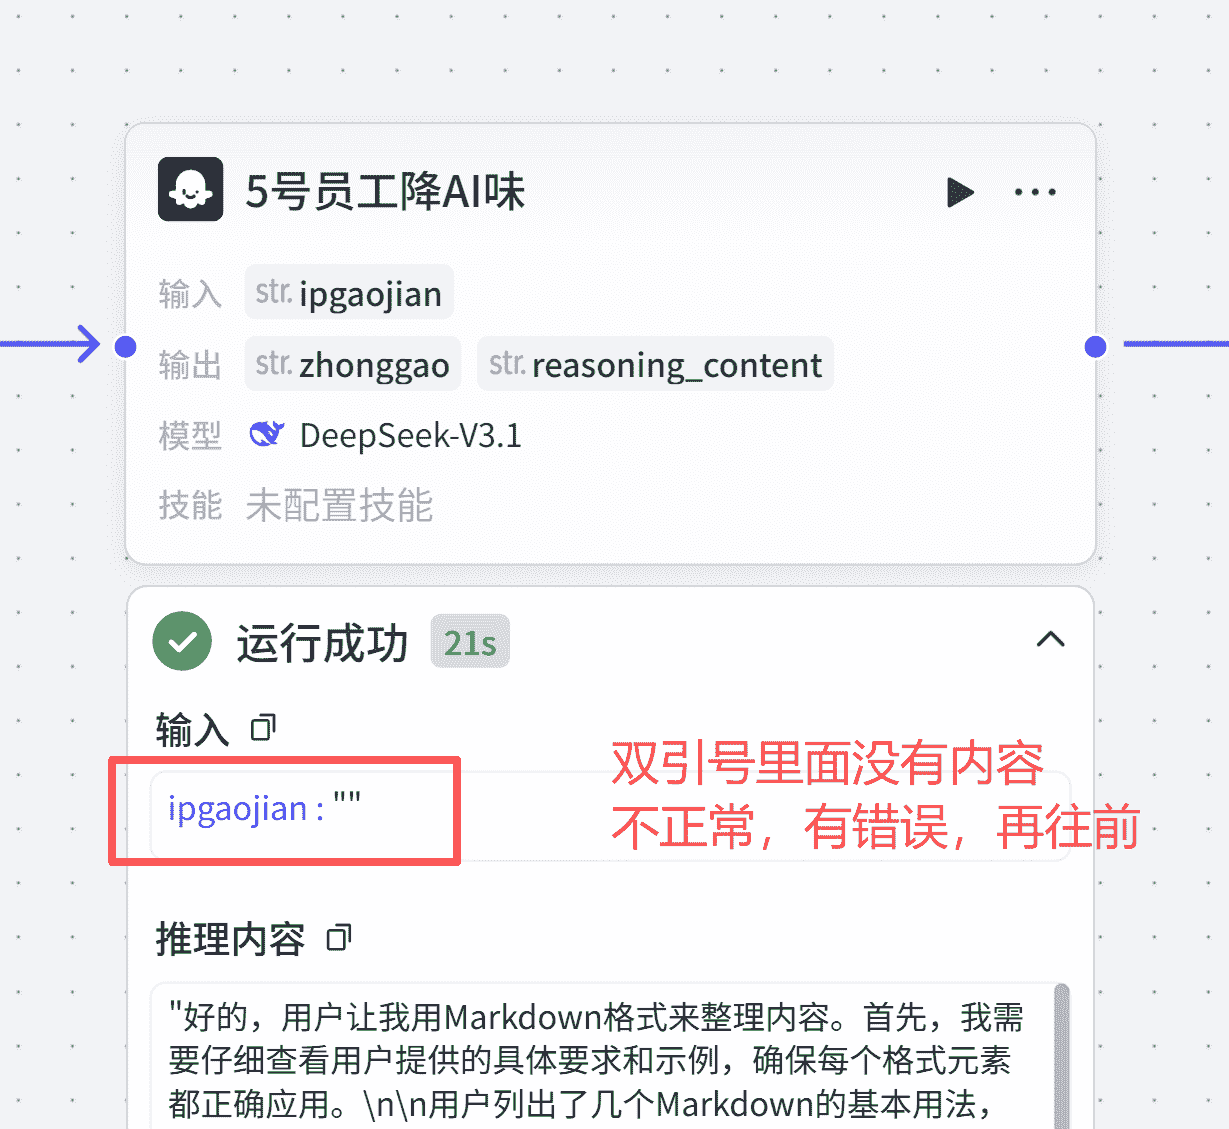 5号员工降AI味
输入 str. ipgaojian
输出 str. zhonggao str. reasoning_content
模型 DeepSeek-V3.1
技能 未配置技能
运行成功 21s
输入
ipgaojian : ""
双引号里面没有内容
不正常，有错误，再往前
推理内容
"好的，用户让我用Markdown格式来整理内容。首先，我需
要仔细查看用户提供的具体要求和示例，确保每个格式元素
都正确应用。\n\n用户列出了几个Markdown的基本用法，